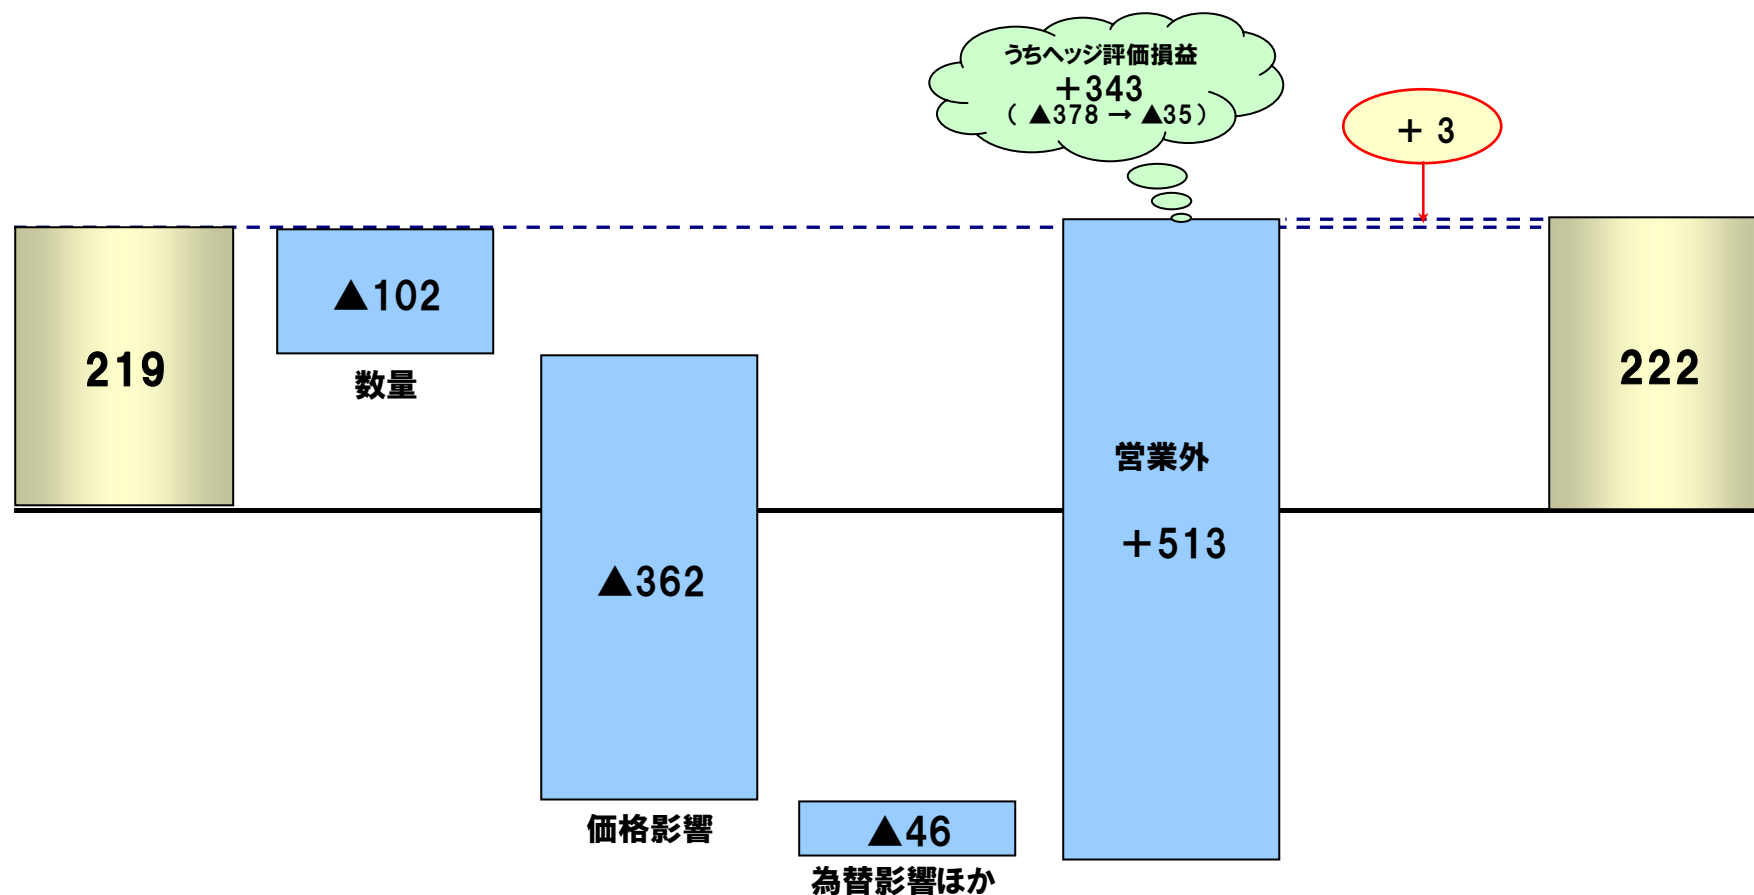 うちヘッジ評価損益
＋343
（ ▲378 → ▲35 ）
＋ 3
219
▲102
数量
▲362
価格影響
▲46
為替影響ほか
営業外
＋513
222